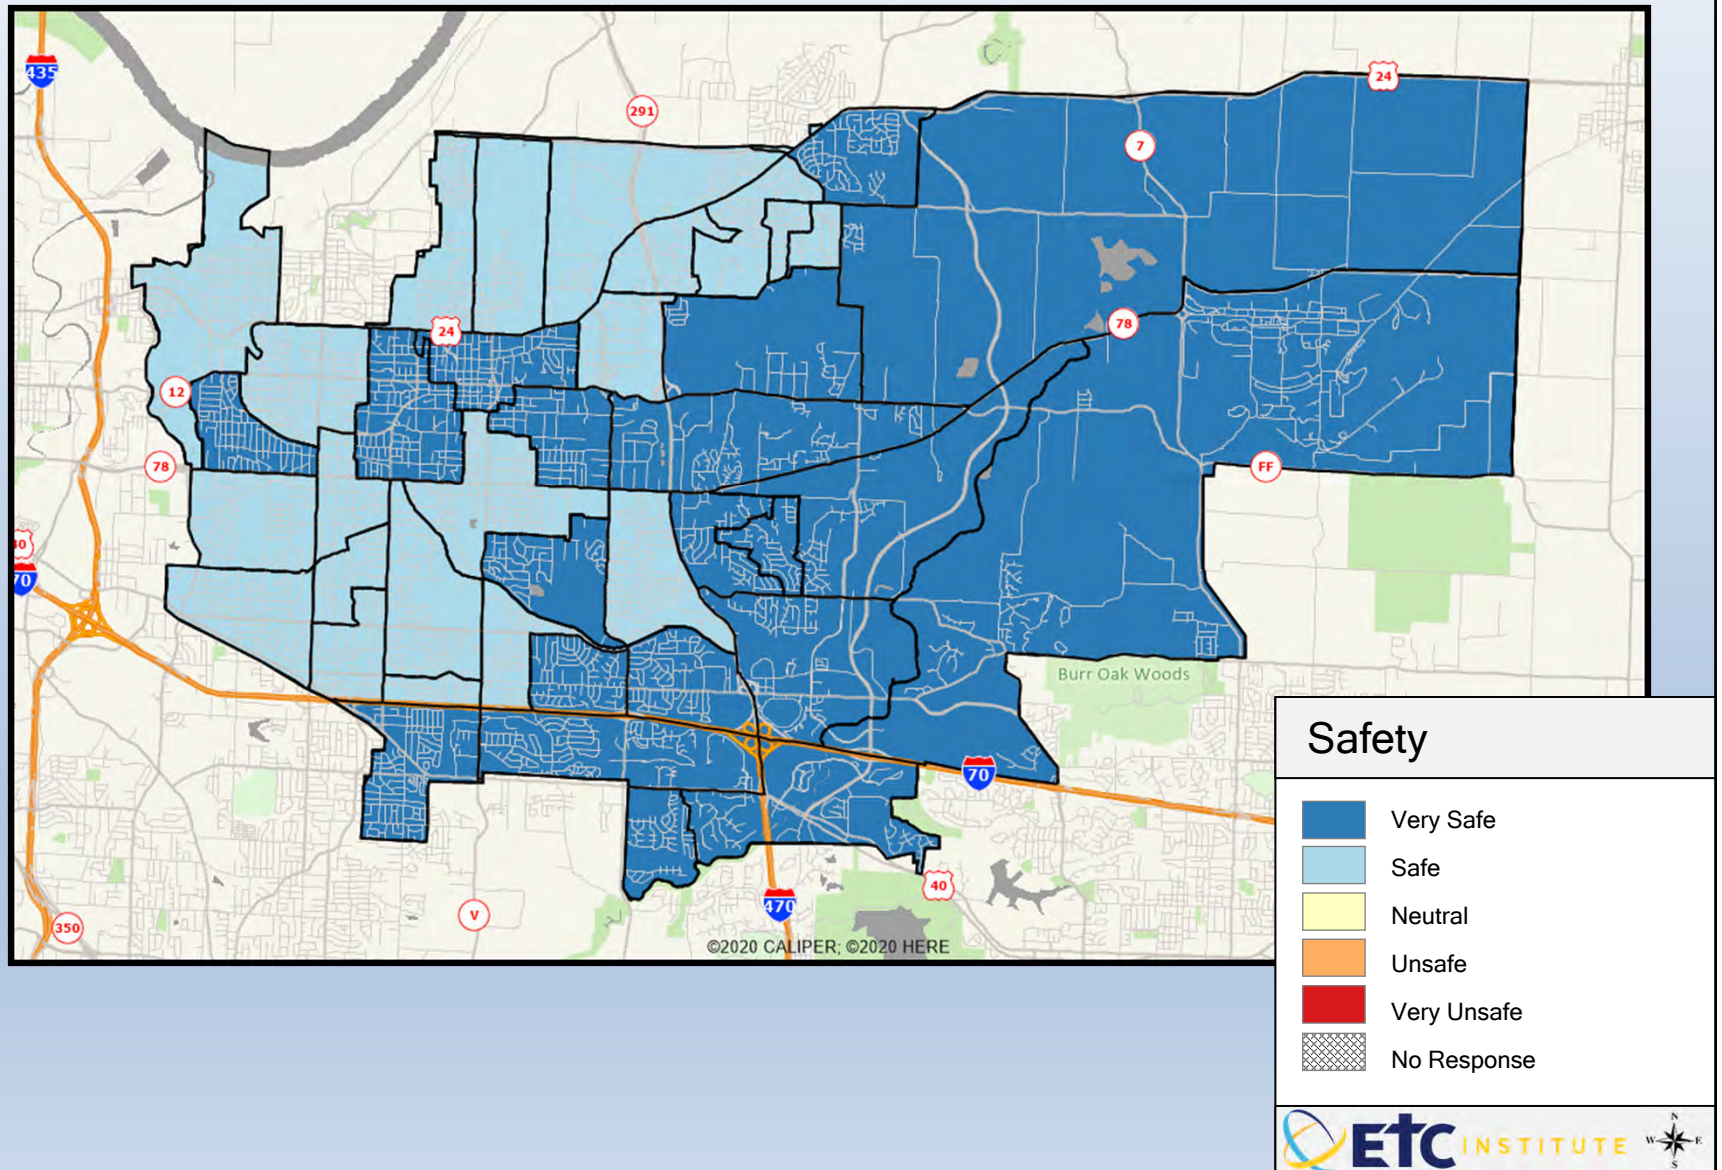 435
24
291
7
24
78
12
78
FF
40
70
Burr Oak Woods
70
40
470
V
350
©2020 CALIPER; ©2020 HERE
Safety
Very Safe
Safe
Neutral
Unsafe
Very Unsafe
No Response
ETC INSTITUTE
N
W E
S